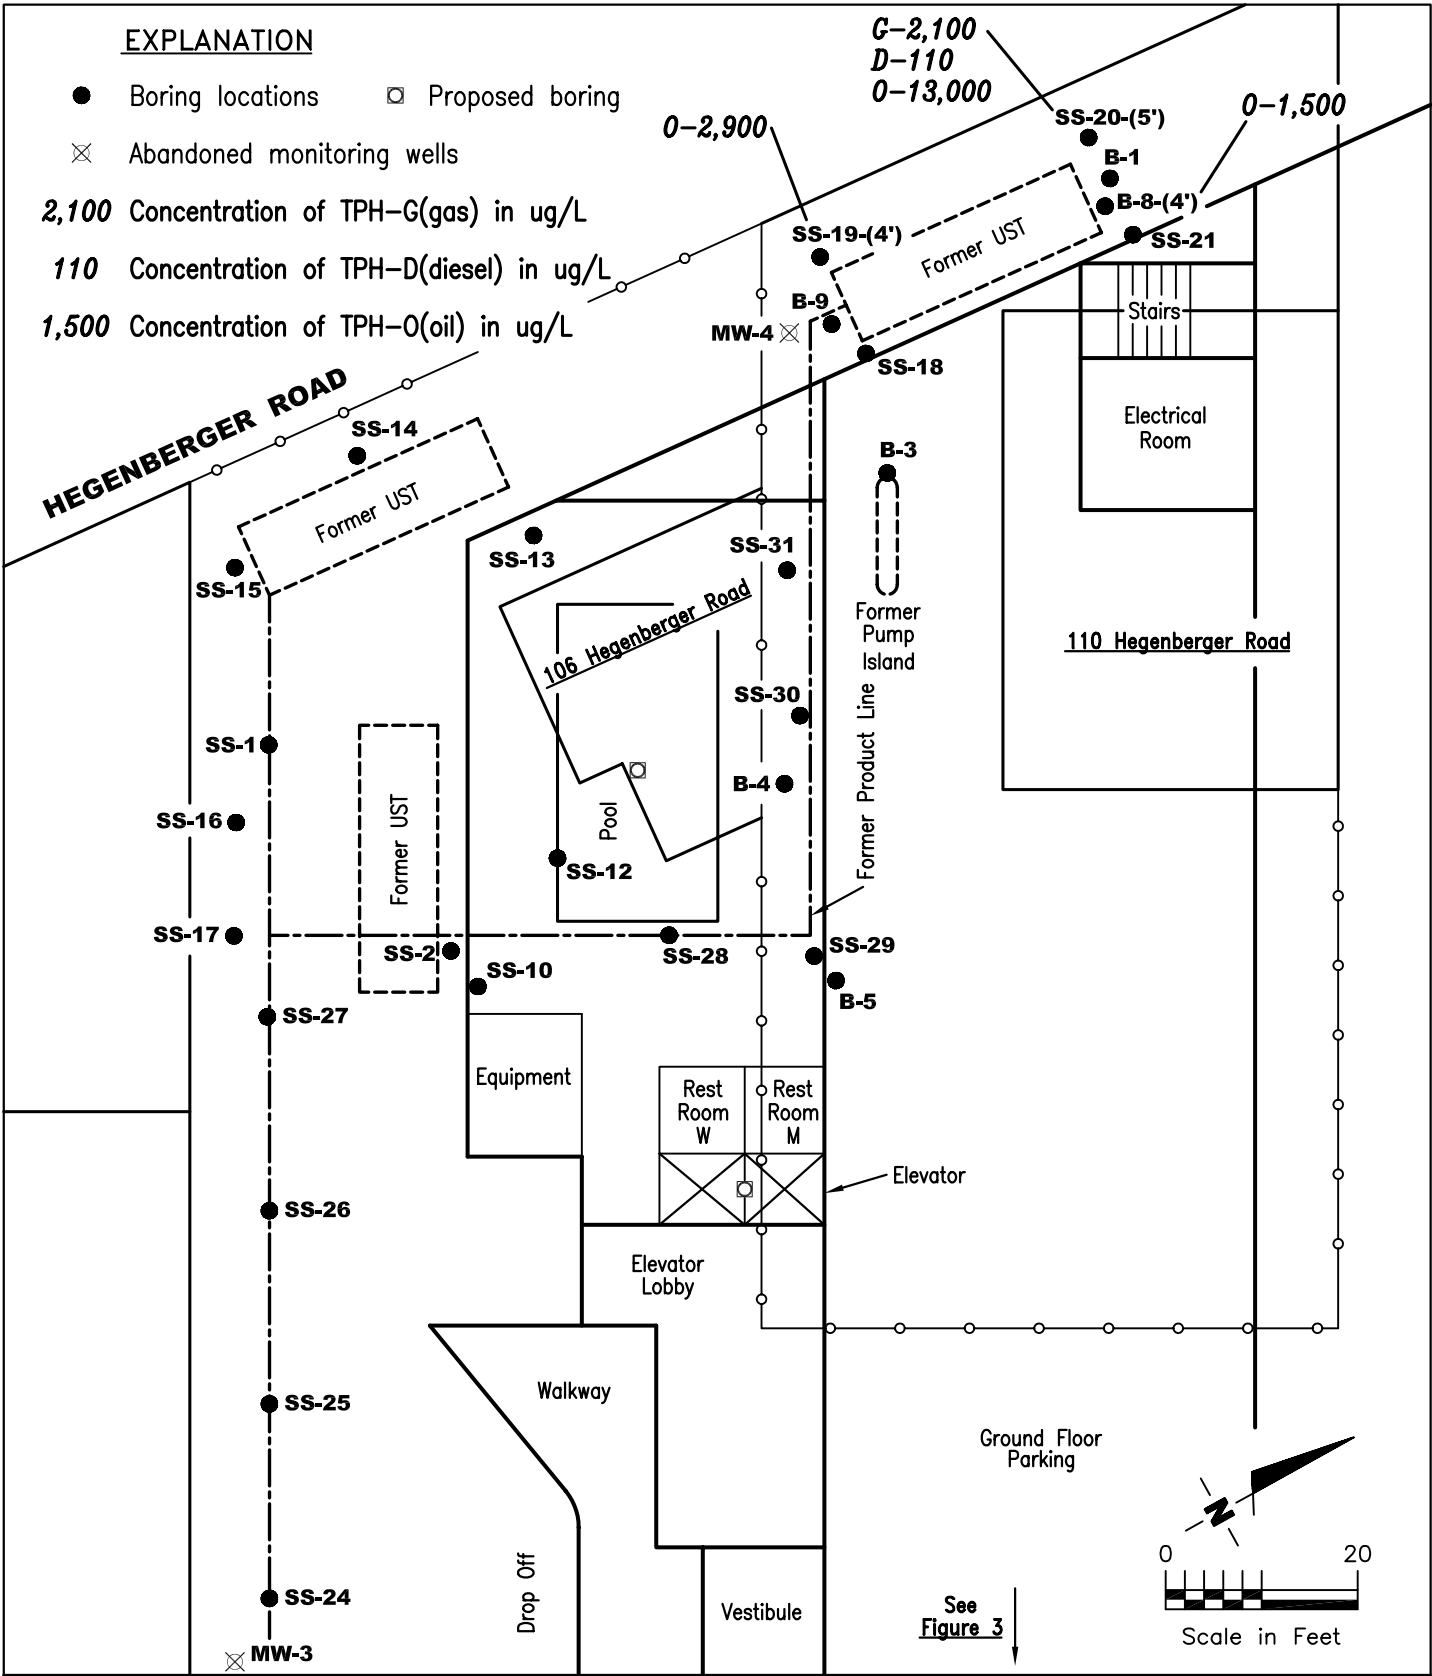 EXPLANATION
Boring locations
Proposed boring
Abandoned monitoring wells
2,100 Concentration of TPH-G(gas) in ug/L
110 Concentration of TPH-D(diesel) in ug/L
1,500 Concentration of TPH-O(oil) in ug/L
G-2,100
D-110
O-13,000
O-2,900
O-1,500
SS-20-(5')
B-1
B-8-(4')
SS-21
SS-19-(4')
Former UST
B-9
MW-4
SS-18
Stairs
Electrical
Room
HEGENBERGER ROAD
SS-14
Former UST
SS-15
SS-13
B-3
SS-31
106 Hegenberger Road
Former
Pump
Island
110 Hegenberger Road
SS-30
Former Product Line
SS-1
B-4
SS-16
Former UST
Pool
SS-12
SS-17
SS-2
SS-28
SS-29
SS-10
B-5
SS-27
Equipment
Rest
Room
W
Rest
Room
M
Elevator
SS-26
Elevator
Lobby
Walkway
SS-25
Ground Floor
Parking
N
0 20
Scale in Feet
Drop Off
SS-24
Vestibule
See
Figure 3
MW-3